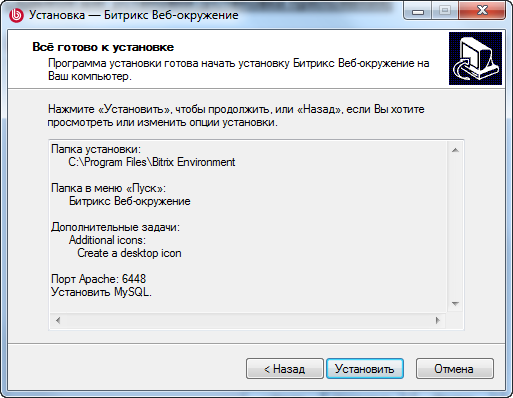 Установка — Битрикс Веб-окружение
Всё готово к установке
Программа установки готова начать установку Битрикс Веб-окружение на
Ваш компьютер.
Нажмите «Установить», чтобы продолжить, или «Назад», если Вы хотите
просмотреть или изменить опции установки.
Папка установки:
C:\Program Files\Bitrix Environment
Папка в меню «Пуск»:
Битрикс Веб-окружение
Дополнительные задачи:
Additional icons:
Create a desktop icon
Порт Apache: 6448
Установить MySQL.
< Назад
Установить
Отмена